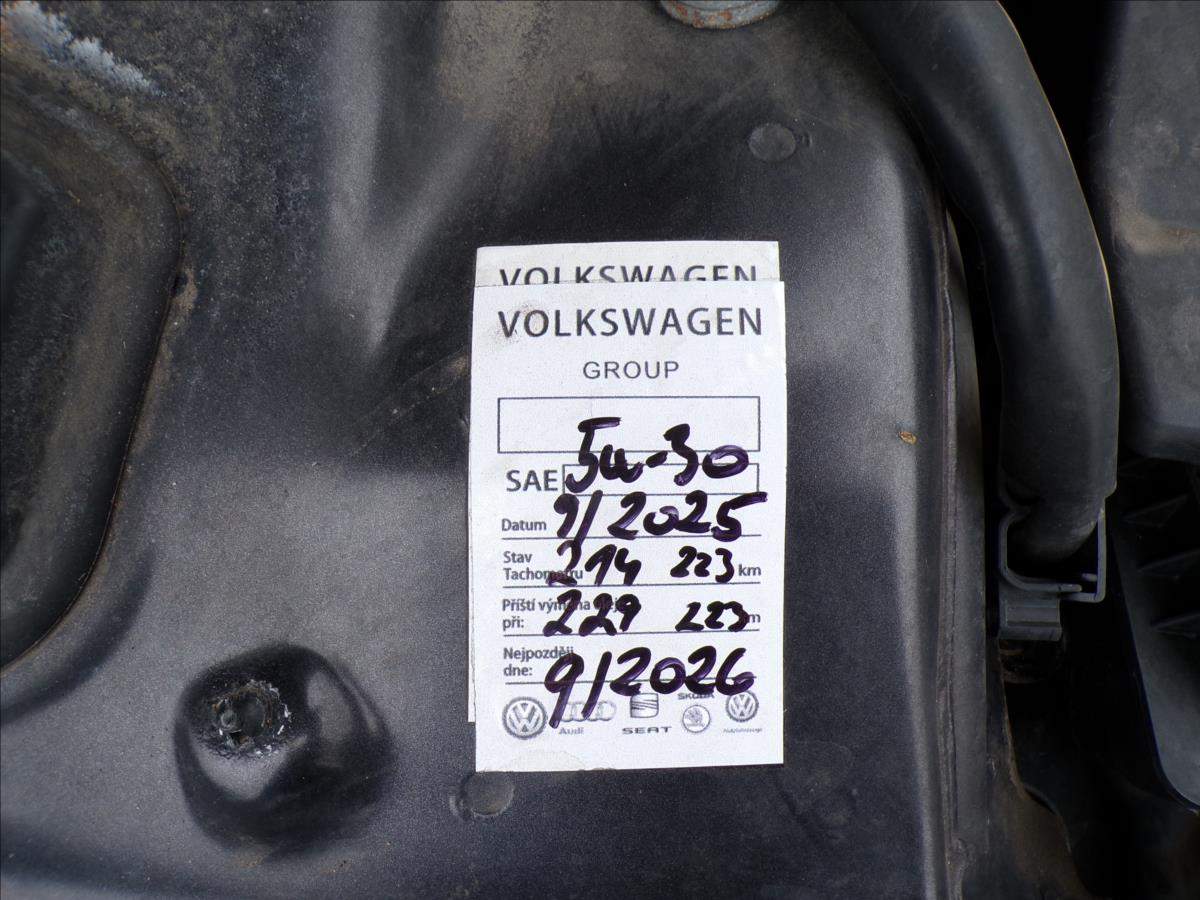 VOLKSWAGEN
VOLKSWAGEN
GROUP
SAE 5W-30
Datum 9/2025
Stav
Tachometru 214 223 km
Příští výměna oleje
při: 229 223 km
Nejpozději
dne: 9/2026
Audi SEAT ŠKODA